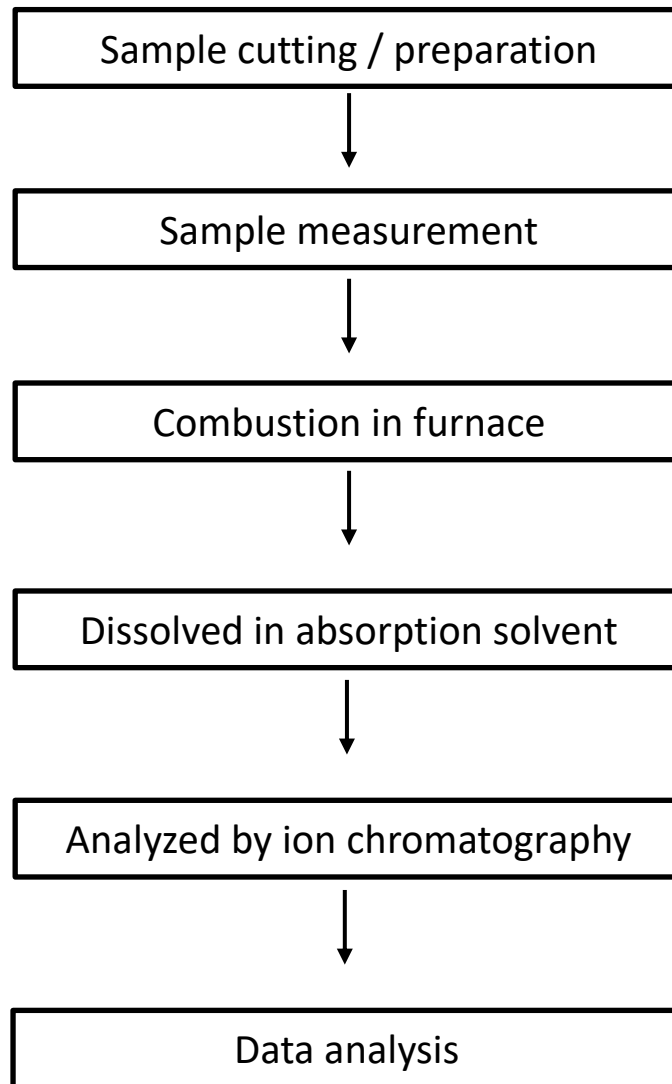 Sample cutting / preparation
Sample measurement
Combustion in furnace
Dissolved in absorption solvent
Analyzed by ion chromatography
Data analysis